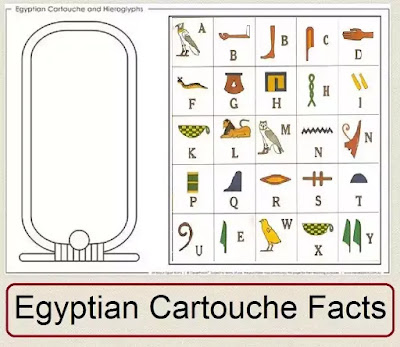 Egyptian Cartouche and Hieroglyphs
A B B C D
F G H H I
K L M N N
P Q R S T
U E W X Y
Egyptian Cartouche Facts